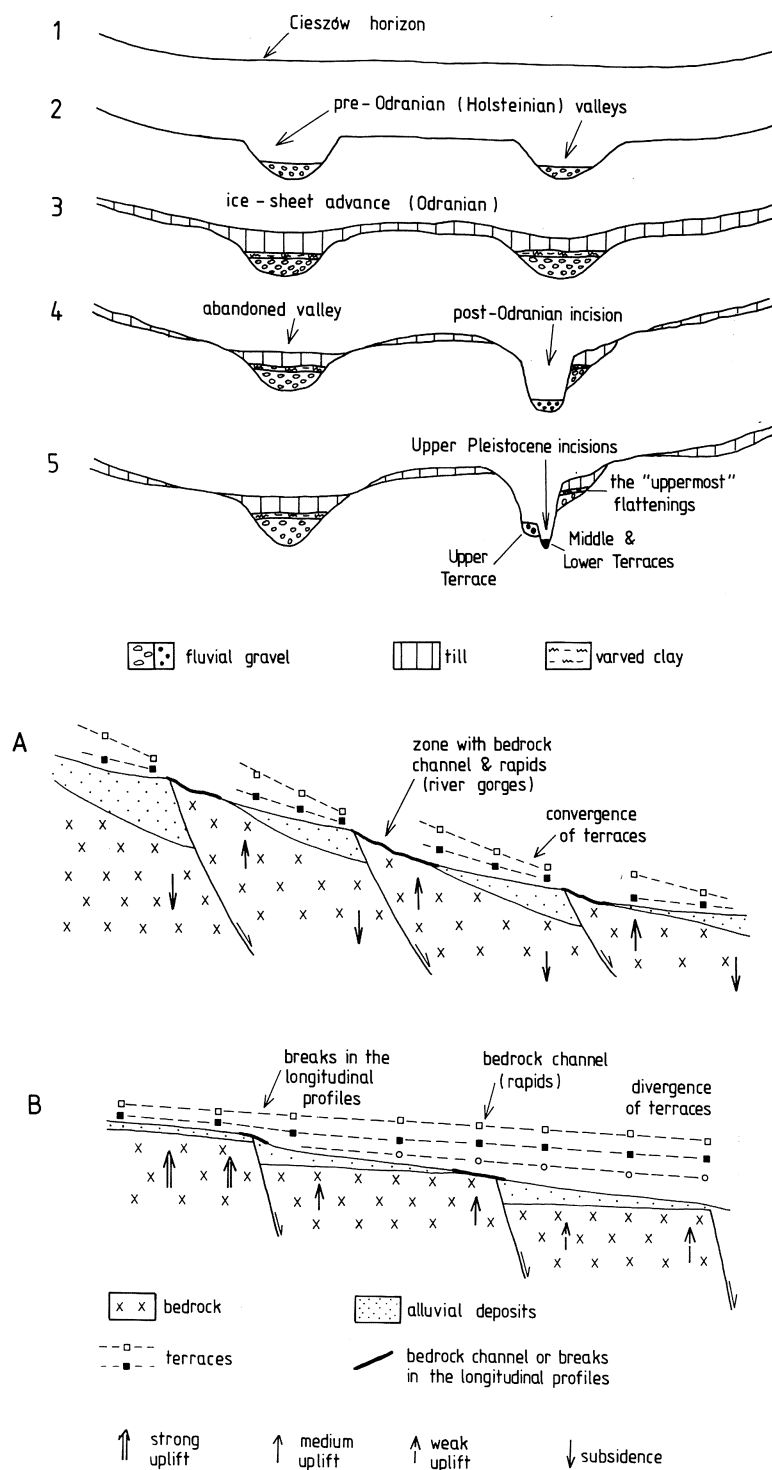 1
Cieszów horizon
2
pre-Odranian (Holsteinian) valleys
3
ice-sheet advance (Odranian)
4
abandoned valley
post-Odranian incision
5
Upper Pleistocene incisions
the "uppermost"
flattenings
Upper
Terrace
Middle &
Lower Terraces
fluvial gravel
till
varved clay
A
zone with bedrock
channel & rapids
(river gorges)
convergence
of terraces
B
breaks in the
longitudinal
profiles
bedrock channel
(rapids)
divergence
of terraces
x x bedrock
alluvial deposits
terraces
bedrock channel or breaks
in the longitudinal profiles
strong
uplift
medium
uplift
weak
uplift
subsidence